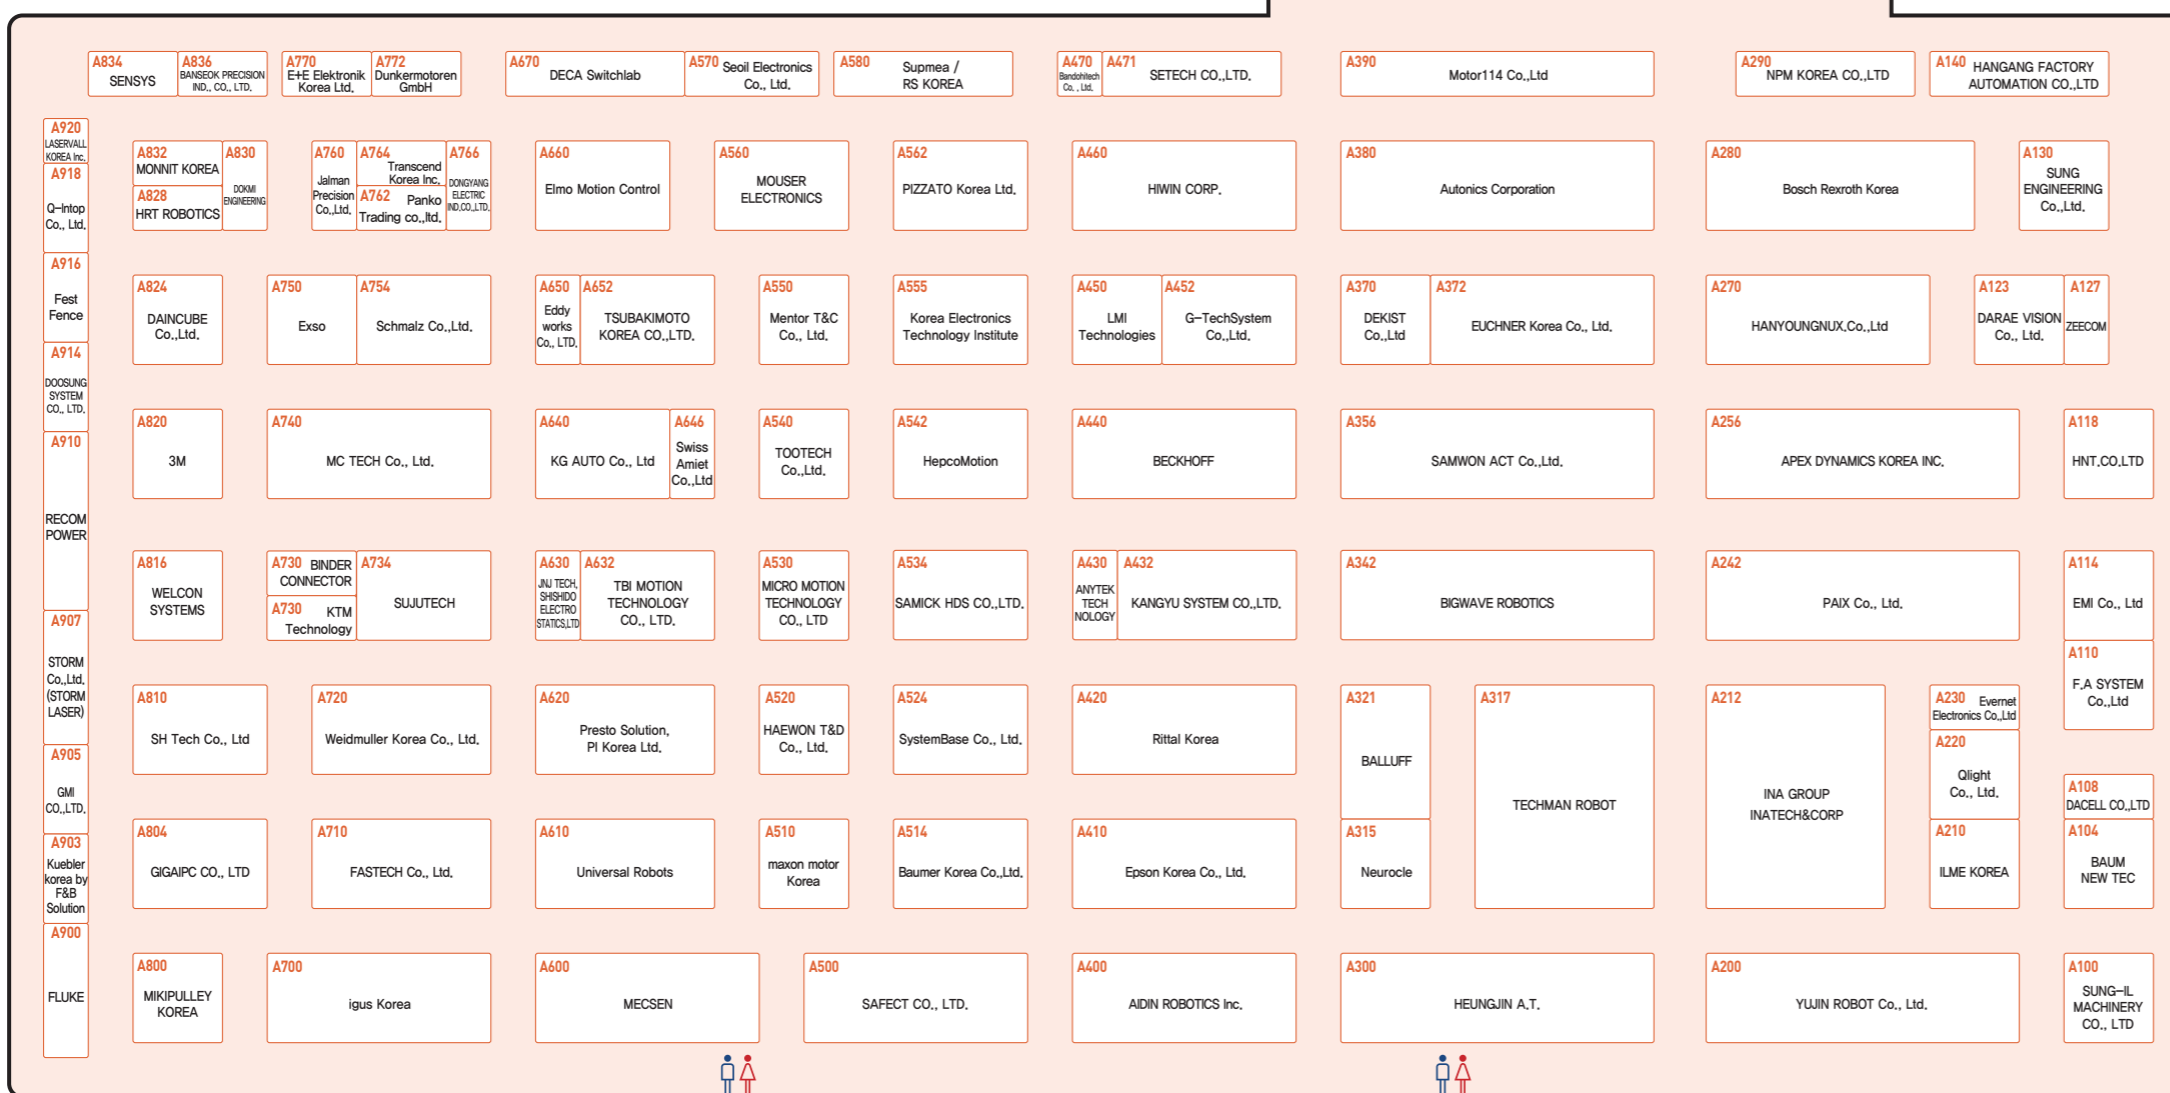 A834
SENSYS
A836
BANSEOK PRECISION
IND., CO., LTD.
A770
E+E Elektronik
Korea Ltd.
A772
Dunkermotoren
GmbH
A670
DECA Switchlab
A570 Seoil Electronics
Co., Ltd.
A580
Supmea /
RS KOREA
A470
Bandohitech
Co. , Ltd.
A471
SETECH CO.,LTD.
A390
Motor114 Co.,Ltd
A290
NPM KOREA CO.,LTD
A140 HANGANG FACTORY
AUTOMATION CO.,LTD
A920
LASERVALL
KOREA Inc.
A918
Q-Intop
Co., Ltd.
A916
Fest
Fence
A914
DOOSUNG
SYSTEM
CO., LTD.
A910
RECOM
POWER
A907
STORM
Co.,Ltd.
(STORM
LASER)
A905
GMI
CO.,LTD.
A903
Kuebler
korea by
F&B
Solution
A900
FLUKE
A832
MONNIT KOREA
A828
HRT ROBOTICS
A830
DOKMI
ENGINEERING
A760
Jalman
Precision
Co.,Ltd.
A764
Transcend
Korea Inc.
A762 Panko
Trading co.,ltd.
A766
DONGYANG
ELECTRIC
IND.CO.,LTD.
A660
Elmo Motion Control
A560
MOUSER
ELECTRONICS
A562
PIZZATO Korea Ltd.
A460
HIWIN CORP.
A380
Autonics Corporation
A280
Bosch Rexroth Korea
A130
SUNG
ENGINEERING
Co.,Ltd.
A824
DAINCUBE
Co.,Ltd.
A750
Exso
A754
Schmalz Co.,Ltd.
A650
Eddy
works
Co., LTD.
A652
TSUBAKIMOTO
KOREA CO.,LTD.
A550
Mentor T&C
Co., Ltd.
A555
Korea Electronics
Technology Institute
A450
LMI
Technologies
A452
G-TechSystem
Co.,Ltd.
A370
DEKIST
Co.,Ltd
A372
EUCHNER Korea Co., Ltd.
A270
HANYOUNGNUX.Co.,Ltd
A123
DARAE VISION
Co., Ltd.
A127
ZEECOM
A820
3M
A740
MC TECH Co., Ltd.
A640
KG AUTO Co., Ltd
A646
Swiss
Amiet
Co.,Ltd
A540
TOOTECH
Co.,Ltd.
A542
HepcoMotion
A440
BECKHOFF
A356
SAMWON ACT Co.,Ltd.
A256
APEX DYNAMICS KOREA INC.
A118
HNT.CO.LTD
A816
WELCON
SYSTEMS
A730 BINDER
CONNECTOR
A730 KTM
Technology
A734
SUJUTECH
A630
JNJ TECH,
SHISHIDO
ELECTRO
STATICS,LTD
A632
TBI MOTION
TECHNOLOGY
CO., LTD.
A530
MICRO MOTION
TECHNOLOGY
CO., LTD
A534
SAMICK HDS CO.,LTD.
A430
ANYTEK
TECH
NOLOGY
A432
KANGYU SYSTEM CO.,LTD.
A342
BIGWAVE ROBOTICS
A242
PAIX Co., Ltd.
A114
EMI Co., Ltd
A110
F.A SYSTEM
Co.,Ltd
A810
SH Tech Co., Ltd
A720
Weidmuller Korea Co., Ltd.
A620
Presto Solution,
PI Korea Ltd.
A520
HAEWON T&D
Co., Ltd.
A524
SystemBase Co., Ltd.
A420
Rittal Korea
A321
BALLUFF
A317
TECHMAN ROBOT
A212
INA GROUP
INATECH&CORP
A230 Evernet
Electronics Co.,Ltd
A220
Qlight
Co., Ltd.
A108
DACELL CO.,LTD
A804
GIGAIPC CO., LTD
A710
FASTECH Co., Ltd.
A610
Universal Robots
A510
maxon motor
Korea
A514
Baumer Korea Co.,Ltd.
A410
Epson Korea Co., Ltd.
A315
Neurocle
A210
ILME KOREA
A104
BAUM
NEW TEC
A800
MIKIPULLEY
KOREA
A700
igus Korea
A600
MECSEN
A500
SAFECT CO., LTD.
A400
AIDIN ROBOTICS Inc.
A300
HEUNGJIN A.T.
A200
YUJIN ROBOT Co., Ltd.
A100
SUNG-IL
MACHINERY
CO., LTD